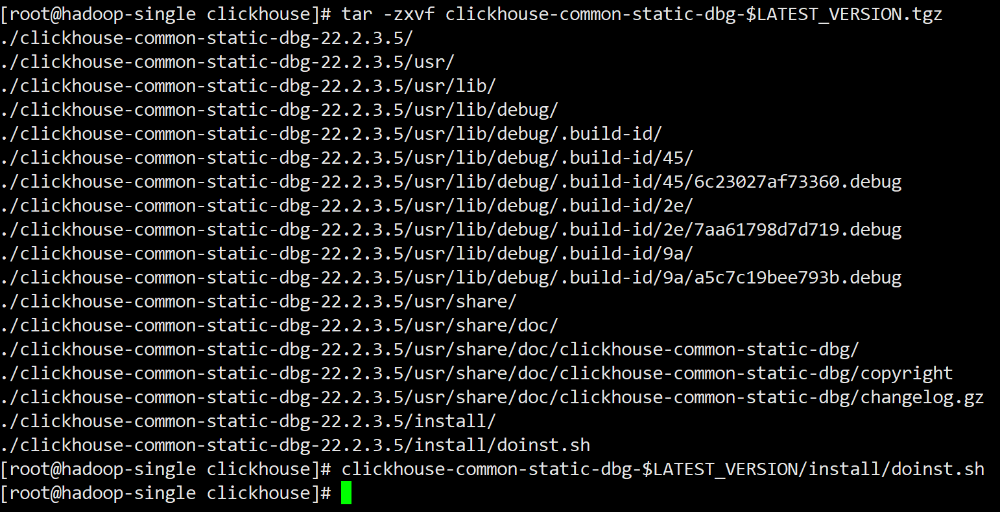 [root@hadoop-single clickhouse]# tar -zxvf clickhouse-common-static-dbg-$LATEST_VERSION.tgz
./clickhouse-common-static-dbg-22.2.3.5/
./clickhouse-common-static-dbg-22.2.3.5/usr/
./clickhouse-common-static-dbg-22.2.3.5/usr/lib/
./clickhouse-common-static-dbg-22.2.3.5/usr/lib/debug/
./clickhouse-common-static-dbg-22.2.3.5/usr/lib/debug/.build-id/
./clickhouse-common-static-dbg-22.2.3.5/usr/lib/debug/.build-id/45/
./clickhouse-common-static-dbg-22.2.3.5/usr/lib/debug/.build-id/45/6c23027af73360.debug
./clickhouse-common-static-dbg-22.2.3.5/usr/lib/debug/.build-id/2e/
./clickhouse-common-static-dbg-22.2.3.5/usr/lib/debug/.build-id/2e/7aa61798d7d719.debug
./clickhouse-common-static-dbg-22.2.3.5/usr/lib/debug/.build-id/9a/
./clickhouse-common-static-dbg-22.2.3.5/usr/lib/debug/.build-id/9a/a5c7c19bee793b.debug
./clickhouse-common-static-dbg-22.2.3.5/usr/share/
./clickhouse-common-static-dbg-22.2.3.5/usr/share/doc/
./clickhouse-common-static-dbg-22.2.3.5/usr/share/doc/clickhouse-common-static-dbg/
./clickhouse-common-static-dbg-22.2.3.5/usr/share/doc/clickhouse-common-static-dbg/copyright
./clickhouse-common-static-dbg-22.2.3.5/usr/share/doc/clickhouse-common-static-dbg/changelog.gz
./clickhouse-common-static-dbg-22.2.3.5/install/
./clickhouse-common-static-dbg-22.2.3.5/install/doinst.sh
[root@hadoop-single clickhouse]# clickhouse-common-static-dbg-$LATEST_VERSION/install/doinst.sh
[root@hadoop-single clickhouse]#